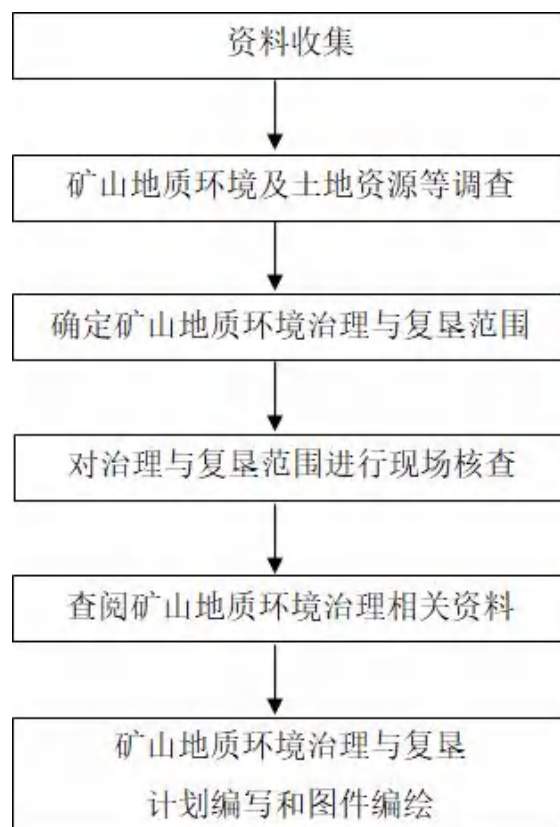 资料收集
矿山地质环境及土地资源等调查
确定矿山地质环境治理与复垦范围
对治理与复垦范围进行现场核查
查阅矿山地质环境治理相关资料
矿山地质环境治理与复垦
计划编写和图件编绘